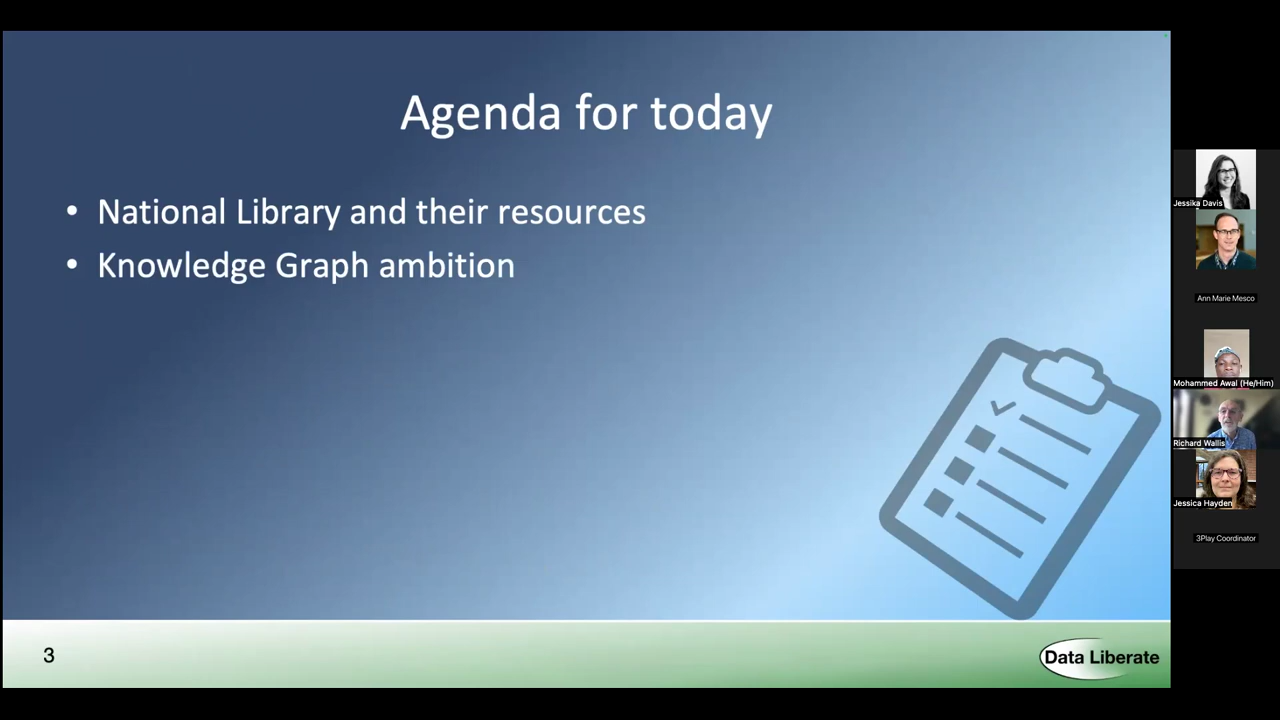 Agenda for today
• National Library and their resources
• Knowledge Graph ambition
3
Data Liberate
Jessika Davis
Ann Marie Mesco
Mohammed Awal (He/Him)
Richard Wallis
Jessica Hayden
3Play Coordinator